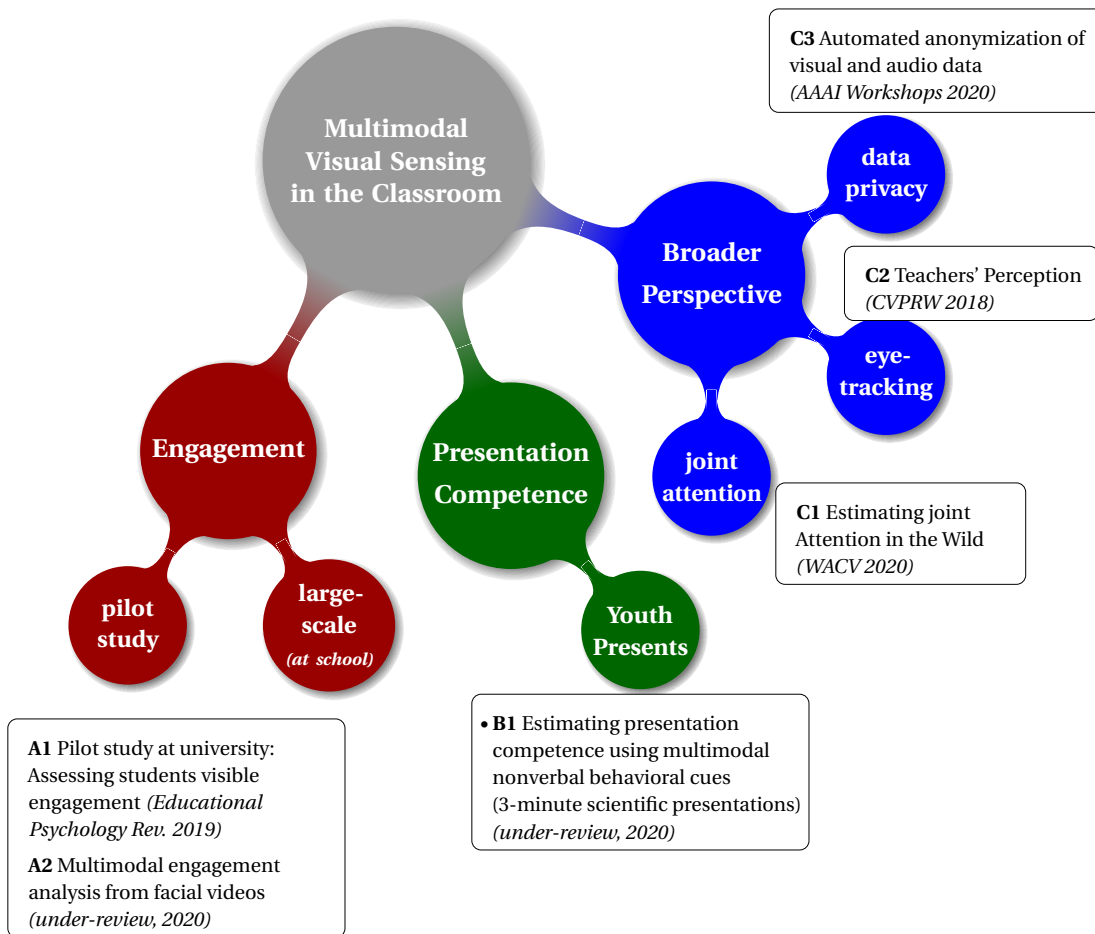 Multimodal
Visual Sensing
in the Classroom
Engagement
pilot
study
large-
scale
(at school)
A1 Pilot study at university:
Assessing students visible
engagement (Educational
Psychology Rev. 2019)
A2 Multimodal engagement
analysis from facial videos
(under-review, 2020)
Presentation
Competence
Youth
Presents
• B1 Estimating presentation
competence using multimodal
nonverbal behavioral cues
(3-minute scientific presentations)
(under-review, 2020)
Broader
Perspective
joint
attention
C1 Estimating joint
Attention in the Wild
(WACV 2020)
eye-
tracking
C2 Teachers’ Perception
(CVPRW 2018)
data
privacy
C3 Automated anonymization of
visual and audio data
(AAAI Workshops 2020)